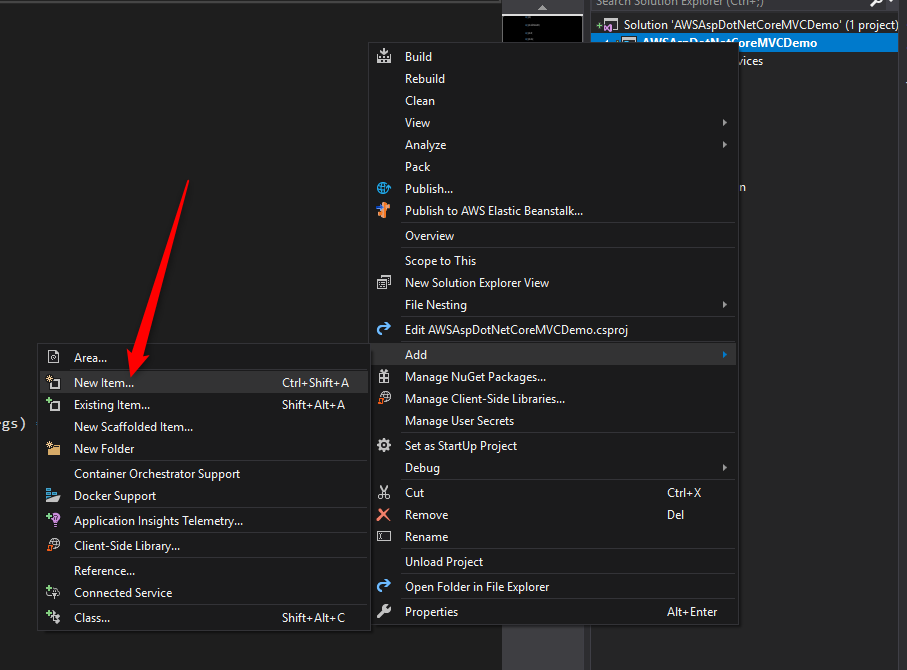 Search Solution Explorer (Ctrl+;)
Solution 'AWSAspDotNetCoreMVCDemo' (1 project)
AWSAspDotNetCoreMVCDemo
vices
n
Build
Rebuild
Clean
View
Analyze
Pack
Publish...
Publish to AWS Elastic Beanstalk...
Overview
Scope to This
New Solution Explorer View
File Nesting
Edit AWSAspDotNetCoreMVCDemo.csproj
Add
Manage NuGet Packages...
Manage Client-Side Libraries...
Manage User Secrets
Set as StartUp Project
Debug
Cut Ctrl+X
Remove Del
Rename
Unload Project
Open Folder in File Explorer
Properties Alt+Enter
Area...
New Item... Ctrl+Shift+A
Existing Item... Shift+Alt+A
New Scaffolded Item...
New Folder
Container Orchestrator Support
Docker Support
Application Insights Telemetry...
Client-Side Library...
Reference...
Connected Service
Class... Shift+Alt+C
gs)